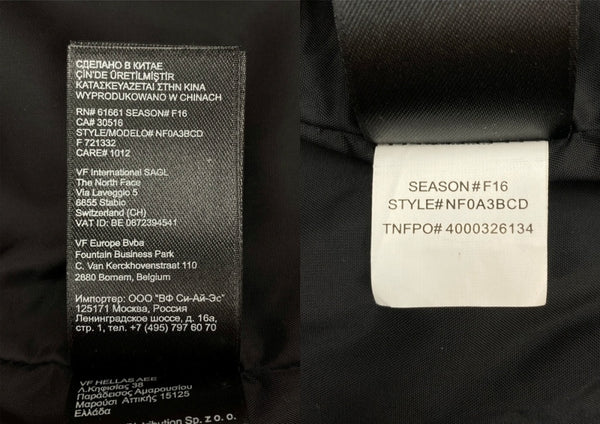 СДЕЛАНО В КИТАЕ
ÇİN'DE ÜRETİLMİŞTİR
ΚΑΤΑΣΚΕΥΑΖΕΤΑΙ ΣΤΗΝ ΚΙΝΑ
WYPRODUKOWANO W CHINACH
RN# 61661 SEASON# F16
CA# 30516
STYLE/MODELO# NF0A3BCD
F 721332
CARE# 1012
VF International SAGL
The North Face
Via Laveggio 5
6855 Stabio
Switzerland (CH)
VAT ID: BE 0672394541
VF Europe Bvba
Fountain Business Park
C. Van Kerckhovenstraat 110
2880 Bornem, Belgium
Импортер: ООО "ВФ Си-Ай-Эс"
125171 Москва, Россия
Ленинградское шоссе, д. 16а,
стр. 1, тел. +7 (495) 797 60 70
VF HELLAS AEE
Λ.Κηφισίας 38
Παράδεισος Αμαρουσίου
Μαρούσι Αττικής 15125
Ελλάδα
Sp. z o. o.
SEASON#F16
STYLE#NF0A3BCD
TNFPO# 4000326134